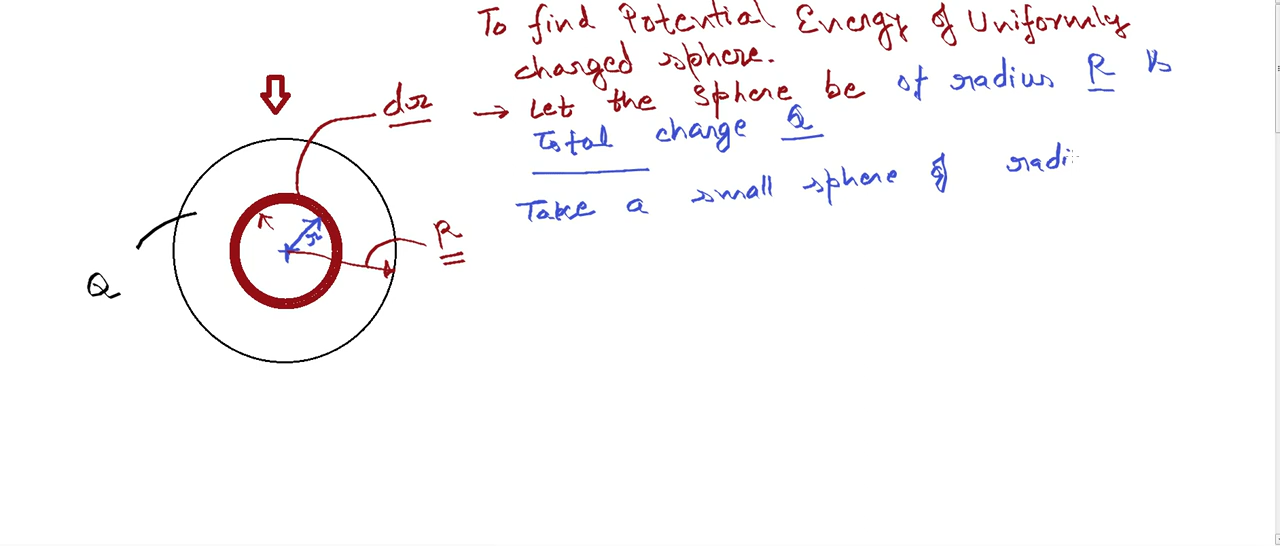 To find Potential Energy of Uniformly
charged sphere.
dr → Let the sphere be of radius R &
Total charge Q
Take a small sphere of radi
r
R
Q